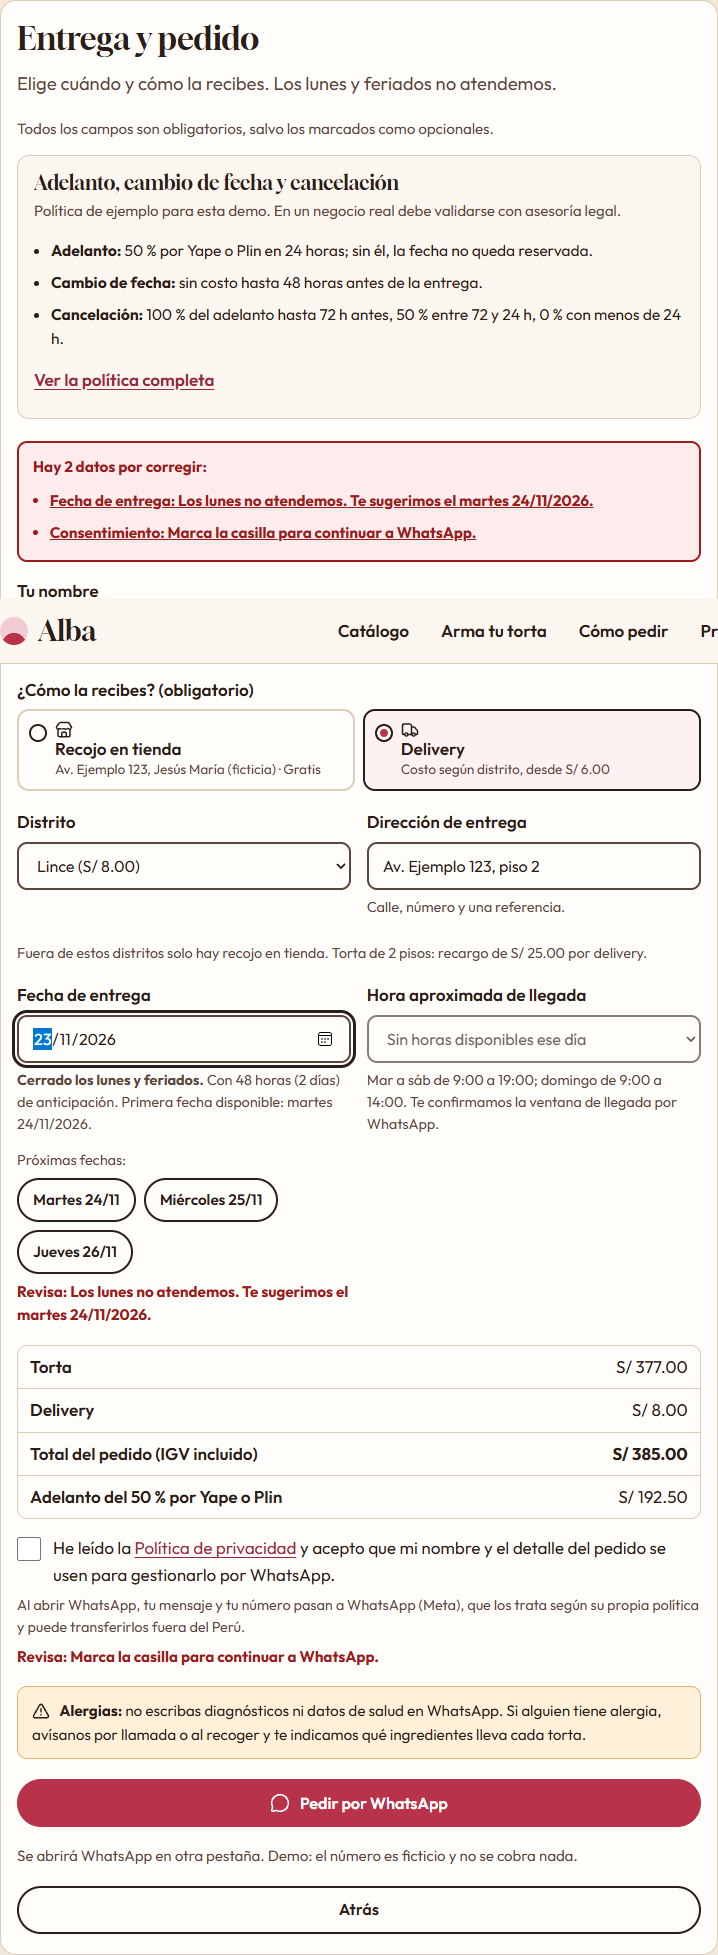 Entrega y pedido
Elige cuándo y cómo la recibes. Los lunes y feriados no atendemos.
Todos los campos son obligatorios, salvo los marcados como opcionales.
Adelanto, cambio de fecha y cancelación
Política de ejemplo para esta demo. En un negocio real debe validarse con asesoría legal.
• Adelanto: 50 % por Yape o Plin en 24 horas; sin él, la fecha no queda reservada.
• Cambio de fecha: sin costo hasta 48 horas antes de la entrega.
• Cancelación: 100 % del adelanto hasta 72 h antes, 50 % entre 72 y 24 h, 0 % con menos de 24
h.
Ver la política completa
Hay 2 datos por corregir:
• Fecha de entrega: Los lunes no atendemos. Te sugerimos el martes 24/11/2026.
• Consentimiento: Marca la casilla para continuar a WhatsApp.
Tu nombre
Alba
Catálogo
Arma tu torta
Cómo pedir
Pr
¿Cómo la recibes? (obligatorio)
Recojo en tienda
Av. Ejemplo 123, Jesús María (ficticia) · Gratis
Delivery
Costo según distrito, desde S/ 6.00
Distrito
Lince (S/ 8.00)
Dirección de entrega
Av. Ejemplo 123, piso 2
Calle, número y una referencia.
Fuera de estos distritos solo hay recojo en tienda. Torta de 2 pisos: recargo de S/ 25.00 por delivery.
Fecha de entrega
23/11/2026
Cerrado los lunes y feriados. Con 48 horas (2 días)
de anticipación. Primera fecha disponible: martes
24/11/2026.
Próximas fechas:
Martes 24/11
Miércoles 25/11
Jueves 26/11
Revisa: Los lunes no atendemos. Te sugerimos el
martes 24/11/2026.
Hora aproximada de llegada
Sin horas disponibles ese día
Mar a sáb de 9:00 a 19:00; domingo de 9:00 a
14:00. Te confirmamos la ventana de llegada por
WhatsApp.
Torta S/ 377.00
Delivery S/ 8.00
Total del pedido (IGV incluido) S/ 385.00
Adelanto del 50 % por Yape o Plin S/ 192.50
He leído la Política de privacidad y acepto que mi nombre y el detalle del pedido se
usen para gestionarlo por WhatsApp.
Al abrir WhatsApp, tu mensaje y tu número pasan a WhatsApp (Meta), que los trata según su propia política
y puede transferirlos fuera del Perú.
Revisa: Marca la casilla para continuar a WhatsApp.
Alergias: no escribas diagnósticos ni datos de salud en WhatsApp. Si alguien tiene alergia,
avísanos por llamada o al recoger y te indicamos qué ingredientes lleva cada torta.
Pedir por WhatsApp
Se abrirá WhatsApp en otra pestaña. Demo: el número es ficticio y no se cobra nada.
Atrás